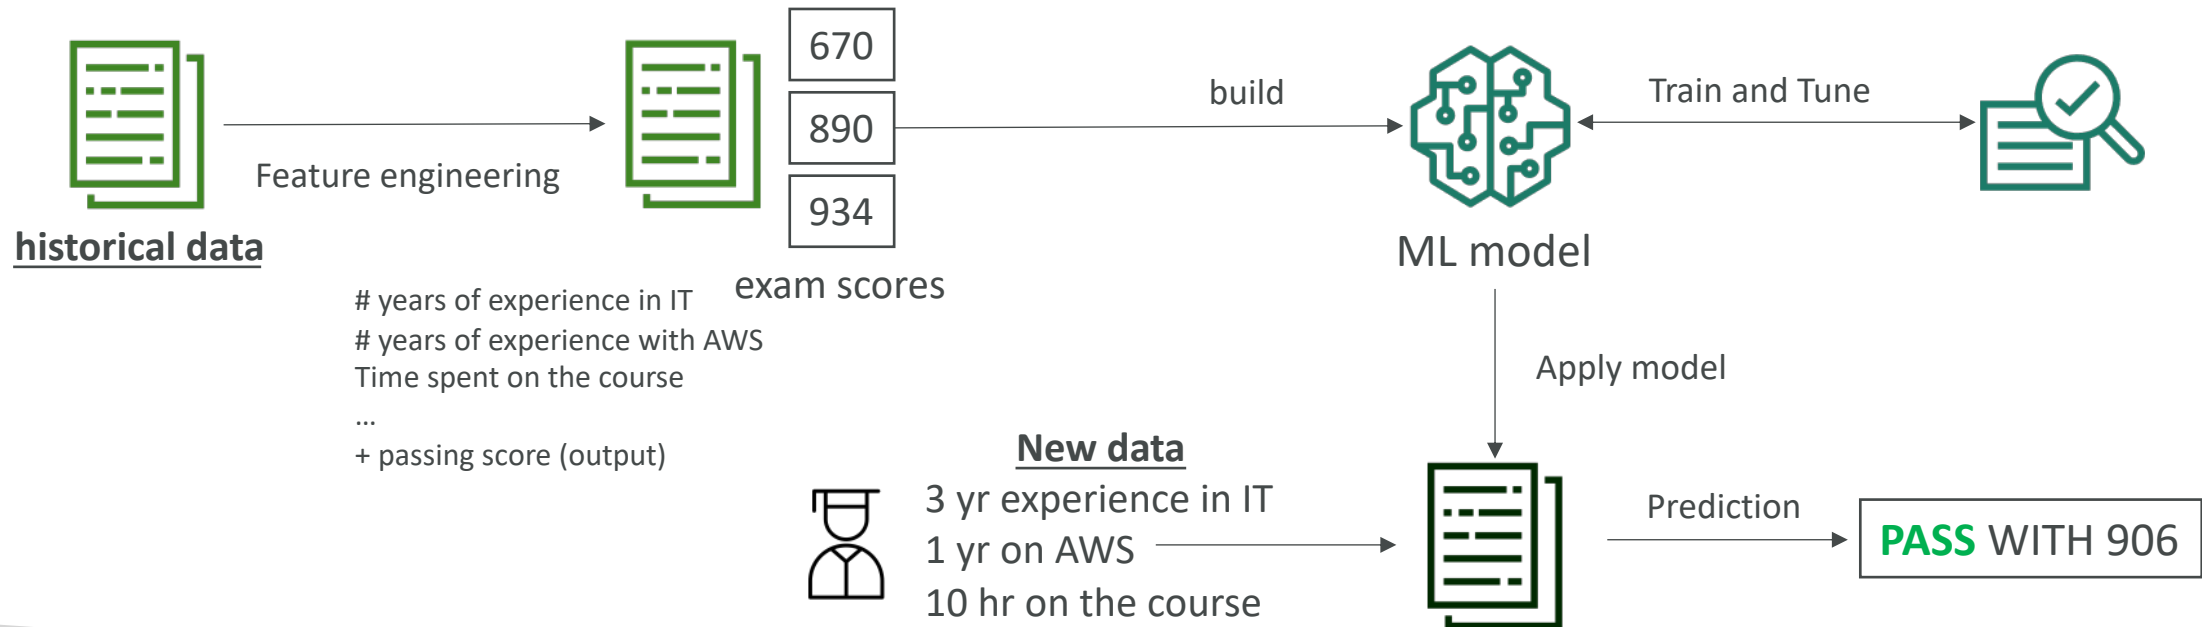 670
890
934
build
Train and Tune
Feature engineering
historical data
exam scores
ML model
# years of experience in IT
# years of experience with AWS
Time spent on the course
...
+ passing score (output)
Apply model
New data
3 yr experience in IT
1 yr on AWS
10 hr on the course
Prediction
PASS WITH 906